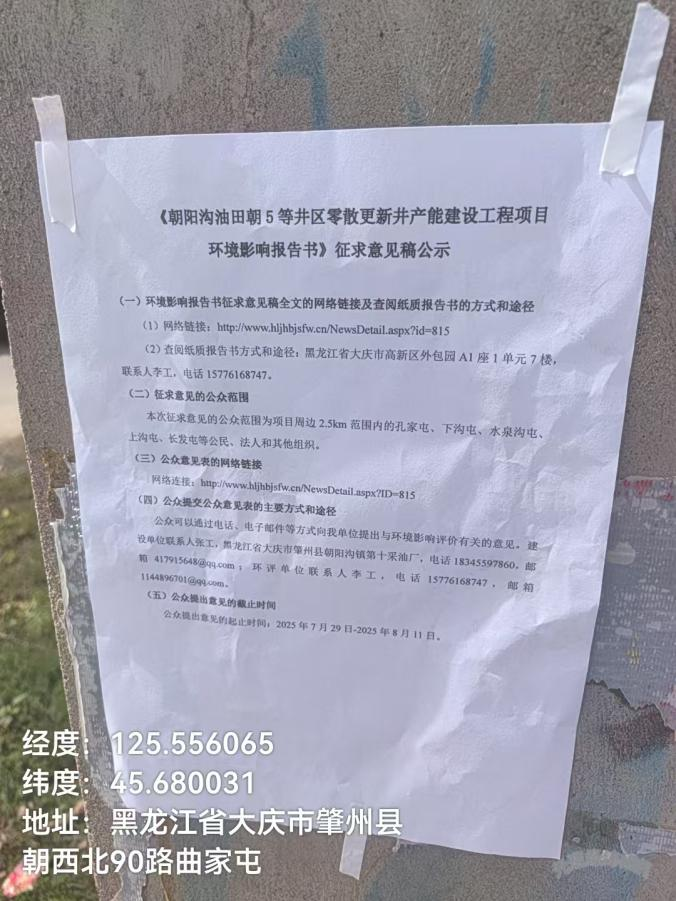 《朝阳沟油田朝 5 等井区零散更新井产能建设工程项目
环境影响报告书》征求意见稿公示
（一）环境影响报告书征求意见稿全文的网络链接及查阅纸质报告书的方式和途径
（1）网络链接：http://www.hljhbjsfw.cn/NewsDetail.aspx?id=815
（2）查阅纸质报告书方式和途径：黑龙江省大庆市高新区外包园 A1 座 1 单元 7 楼，
联系人李工，电话 15776168747。
（二）征求意见的公众范围
本次征求意见的公众范围为项目周边 2.5km 范围内的孔家屯、下沟屯、水泉沟屯、
上沟屯、长发屯等公民、法人和其他组织。
（三）公众意见表的网络链接
网络连接：http://www.hljhbjsfw.cn/NewsDetail.aspx?ID=815
（四）公众提交公众意见表的主要方式和途径
公众可以通过电话、电子邮件等方式向我单位提出与环境影响评价有关的意见。建
设单位联系人张工，黑龙江省大庆市肇州县朝阳沟镇第十采油厂，电话 18345597860，邮
箱 417915648@qq.com；环评单位联系人李工，电话 15776168747，邮箱
1144896701@qq.com。
（五）公众提出意见的截止时间
公众提出意见的起止时间：2025 年 7 月 29 日-2025 年 8 月 11 日。
经度：125.556065
纬度：45.680031
地址：黑龙江省大庆市肇州县
朝西北90路曲家屯